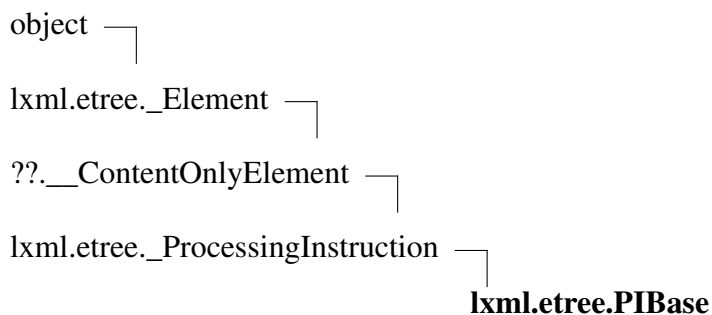 object
lxml.etree._Element
??.__ContentOnlyElement
lxml.etree._ProcessingInstruction
lxml.etree.PIBase